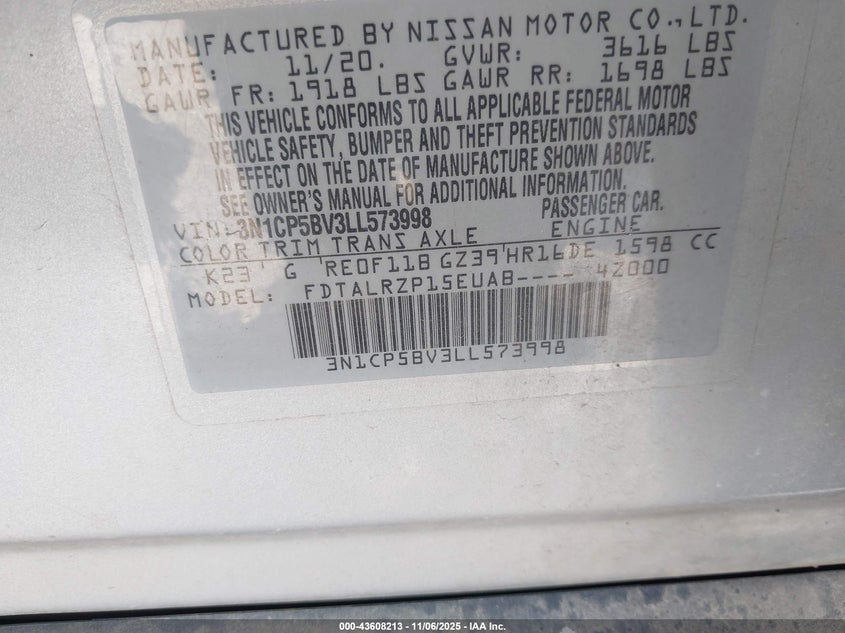 MANUFACTURED BY NISSAN MOTOR CO.,LTD.
DATE: 11/20. GVWR: 3616 LBS
GAWR FR: 1918 LBS GAWR RR: 1698 LBS
THIS VEHICLE CONFORMS TO ALL APPLICABLE FEDERAL MOTOR
VEHICLE SAFETY, BUMPER AND THEFT PREVENTION STANDARDS
IN EFFECT ON THE DATE OF MANUFACTURE SHOWN ABOVE.
SEE OWNER'S MANUAL FOR ADDITIONAL INFORMATION.
VIN: 3N1CP5BV3LL573998 PASSENGER CAR.
COLOR TRIM TRANS AXLE ENGINE
K23 G RE0F11B GZ39 HR16DE 1598 CC
MODEL: FDTALRZP15EUAB---- 4Z000
3N1CP5BV3LL573998
000-43608213 - 11/06/2025 - IAA Inc.